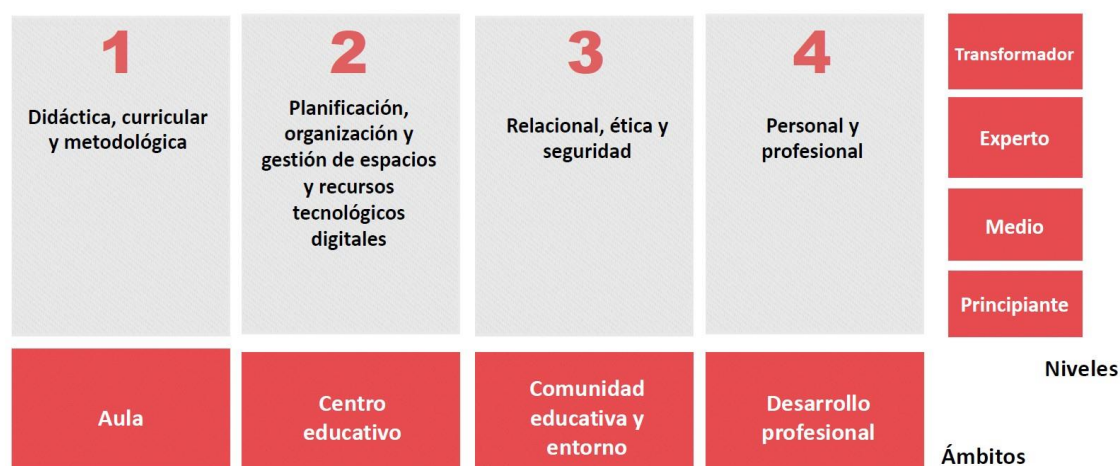 1
Didáctica, curricular
y metodológica
2
Planificación,
organización y
gestión de espacios
y recursos
tecnológicos
digitales
3
Relacional, ética y
seguridad
4
Personal y
profesional
Transformador
Experto
Medio
Principiante
Niveles
Aula
Centro
educativo
Comunidad
educativa y
entorno
Desarrollo
profesional
Ámbitos